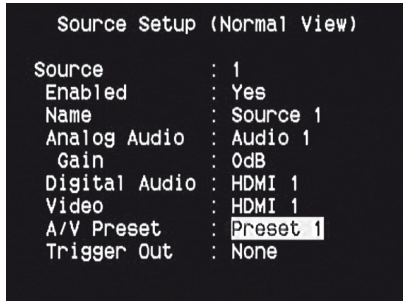 Source Setup (Normal View)
Source : 1
Enabled : Yes
Name : Source 1
Analog Audio : Audio 1
Gain : 0dB
Digital Audio : HDMI 1
Video : HDMI 1
A/V Preset : Preset 1
Trigger Out : None